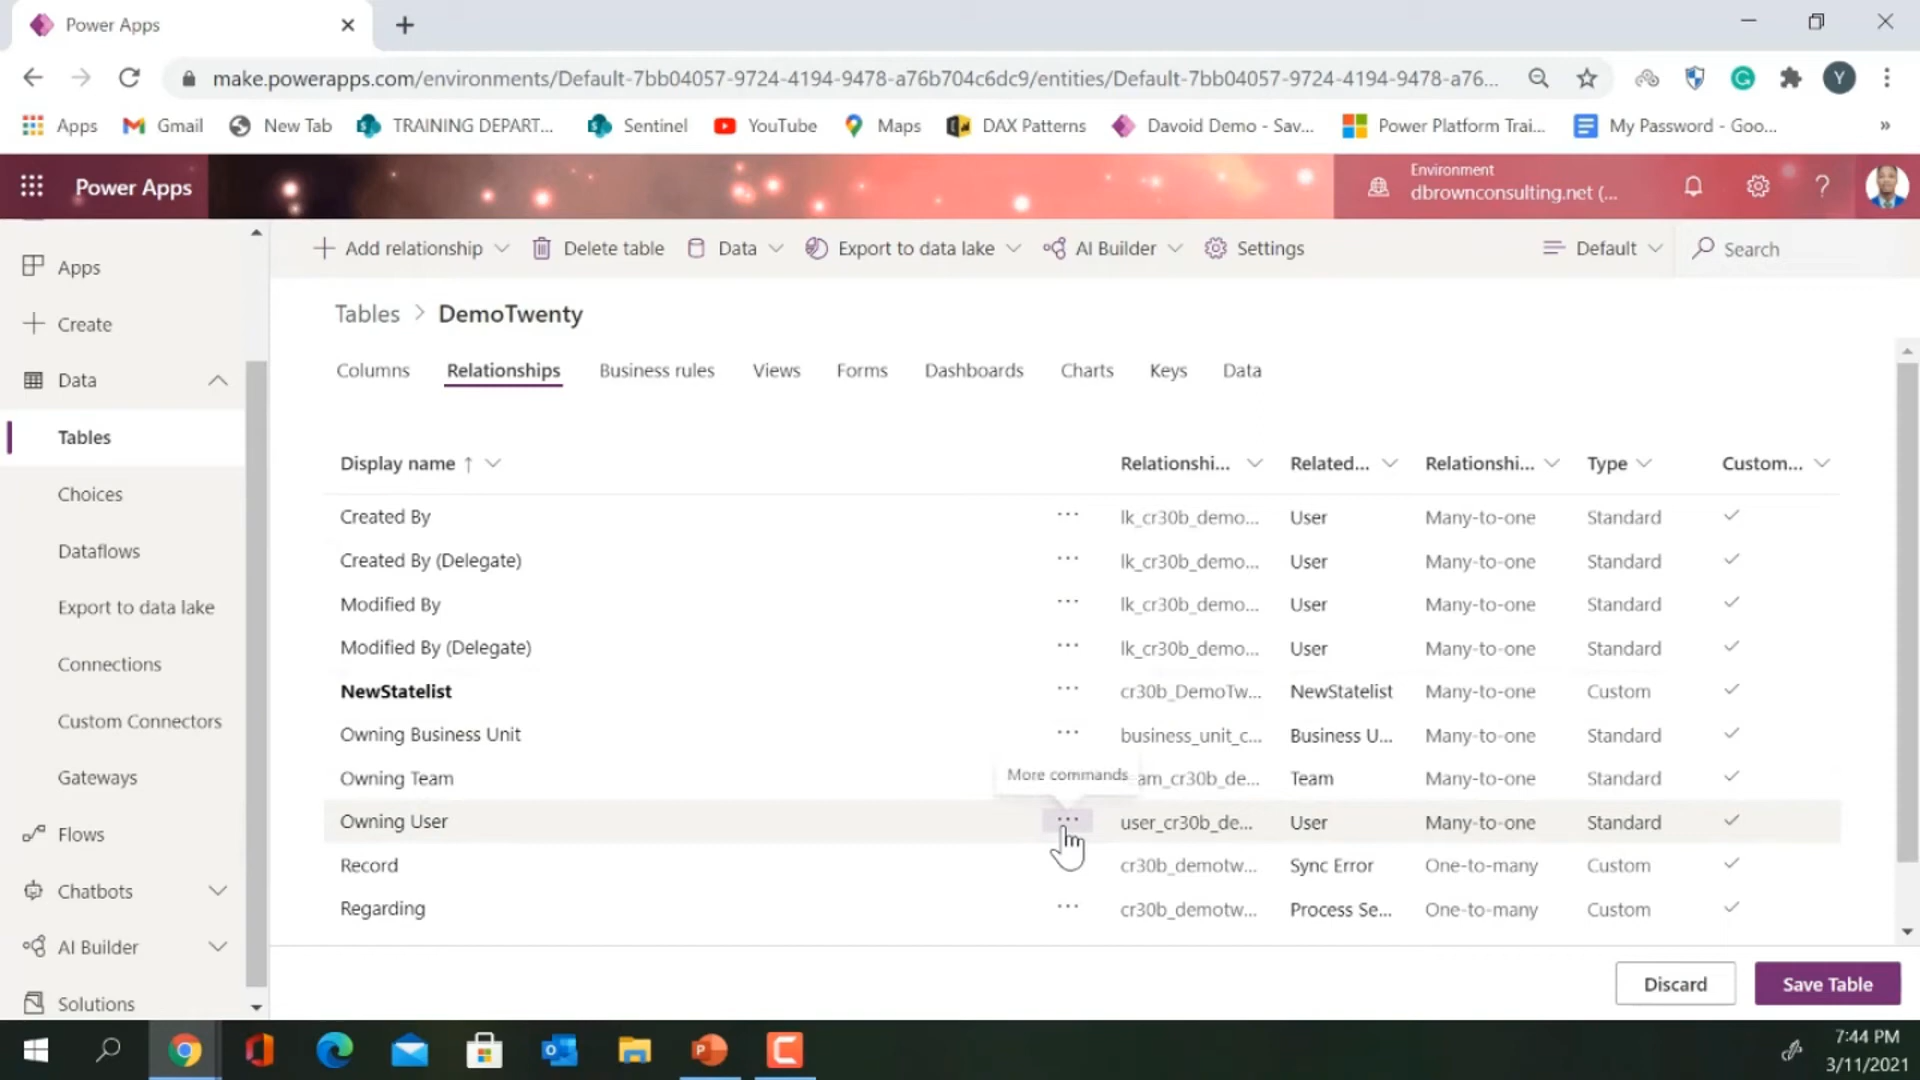 Power Apps
make.powerapps.com/environments/Default-7bb04057-9724-4194-9478-a76b704c6dc9/entities/Default-7bb04057-9724-4194-9478-a76...
Y
Apps Gmail New Tab TRAINING DEPART... Sentinel YouTube Maps DAX Patterns Davoid Demo - Sav... Power Platform Trai... My Password - Goo... »
Power Apps
Environment
dbrownconsulting.net (...
?
Add relationship Delete table Data Export to data lake AI Builder Settings Default Search
Apps
Create
Data
Tables
Choices
Dataflows
Export to data lake
Connections
Custom Connectors
Gateways
Flows
Chatbots
AI Builder
Solutions
Tables > DemoTwenty
Columns Relationships Business rules Views Forms Dashboards Charts Keys Data
Display name ↑ Relationshi... Related... Relationshi... Type Custom...
Created By ... lk_cr30b_demo... User Many-to-one Standard
Created By (Delegate) ... lk_cr30b_demo... User Many-to-one Standard
Modified By ... lk_cr30b_demo... User Many-to-one Standard
Modified By (Delegate) ... lk_cr30b_demo... User Many-to-one Standard
NewStatelist ... cr30b_DemoTw... NewStatelist Many-to-one Custom
Owning Business Unit ... business_unit_c... Business U... Many-to-one Standard
More commands
Owning Team am_cr30b_de... Team Many-to-one Standard
Owning User ... user_cr30b_de... User Many-to-one Standard
Record cr30b_demotw... Sync Error One-to-many Custom
Regarding ... cr30b_demotw... Process Se... One-to-many Custom
Discard Save Table
7:44 PM
3/11/2021